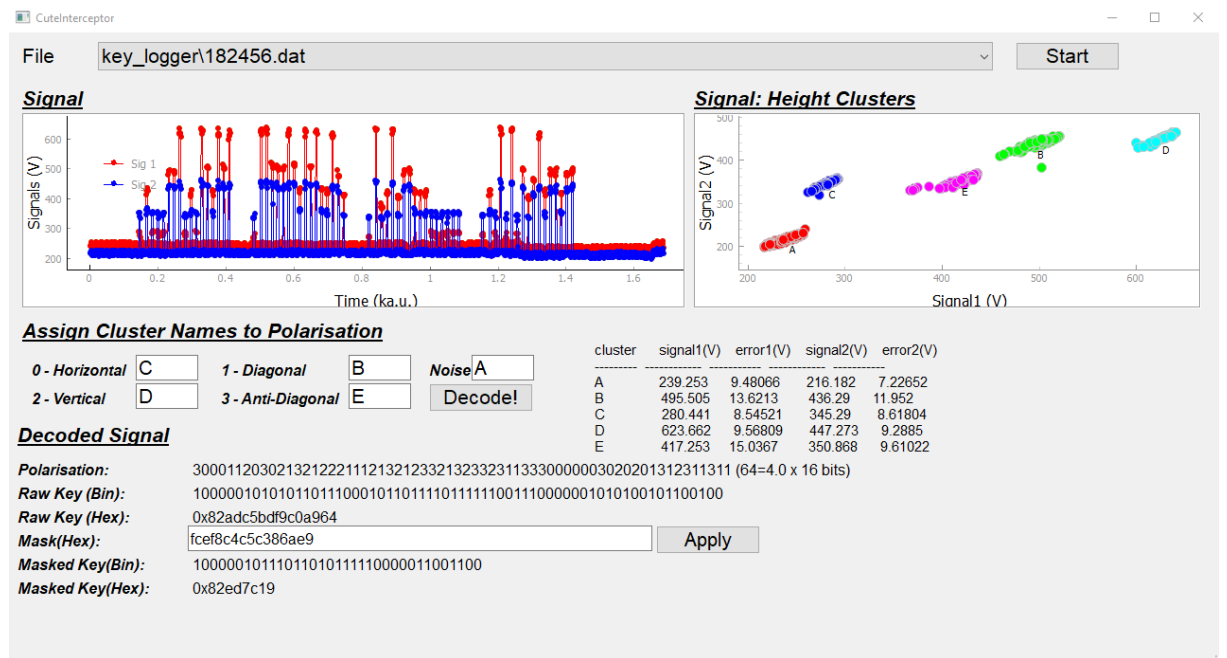 CuteInterceptor
File key_logger\182456.dat Start
Signal
Signals (V)
600
500
400
300
200
Sig 1
Sig 2
0 0.2 0.4 0.6 0.8 1 1.2 1.4 1.6
Time (ka.u.)
Signal: Height Clusters
Signal2 (V)
500
400
300
200
A
B
C
D
E
200 300 400 500 600
Signal1 (V)
Assign Cluster Names to Polarisation
0 - Horizontal C 1 - Diagonal B Noise A
2 - Vertical D 3 - Anti-Diagonal E Decode!
cluster signal1(V) error1(V) signal2(V) error2(V)
--------- ------------ ----------- ------------ -----------
A 239.253 9.48066 216.182 7.22652
B 495.505 13.6213 436.29 11.952
C 280.441 8.54521 345.29 8.61804
D 623.662 9.56809 447.273 9.2885
E 417.253 15.0367 350.868 9.61022
Decoded Signal
Polarisation: 3000112030213212221112132123321323323113330000003020201312311311 (64=4.0 x 16 bits)
Raw Key (Bin): 1000001010101101110001011011110111111001110000001010100101100100
Raw Key (Hex): 0x82adc5bdf9c0a964
Mask(Hex): fcef8c4c5c386ae9 Apply
Masked Key(Bin): 10000010111011010111110000011001100
Masked Key(Hex): 0x82ed7c19